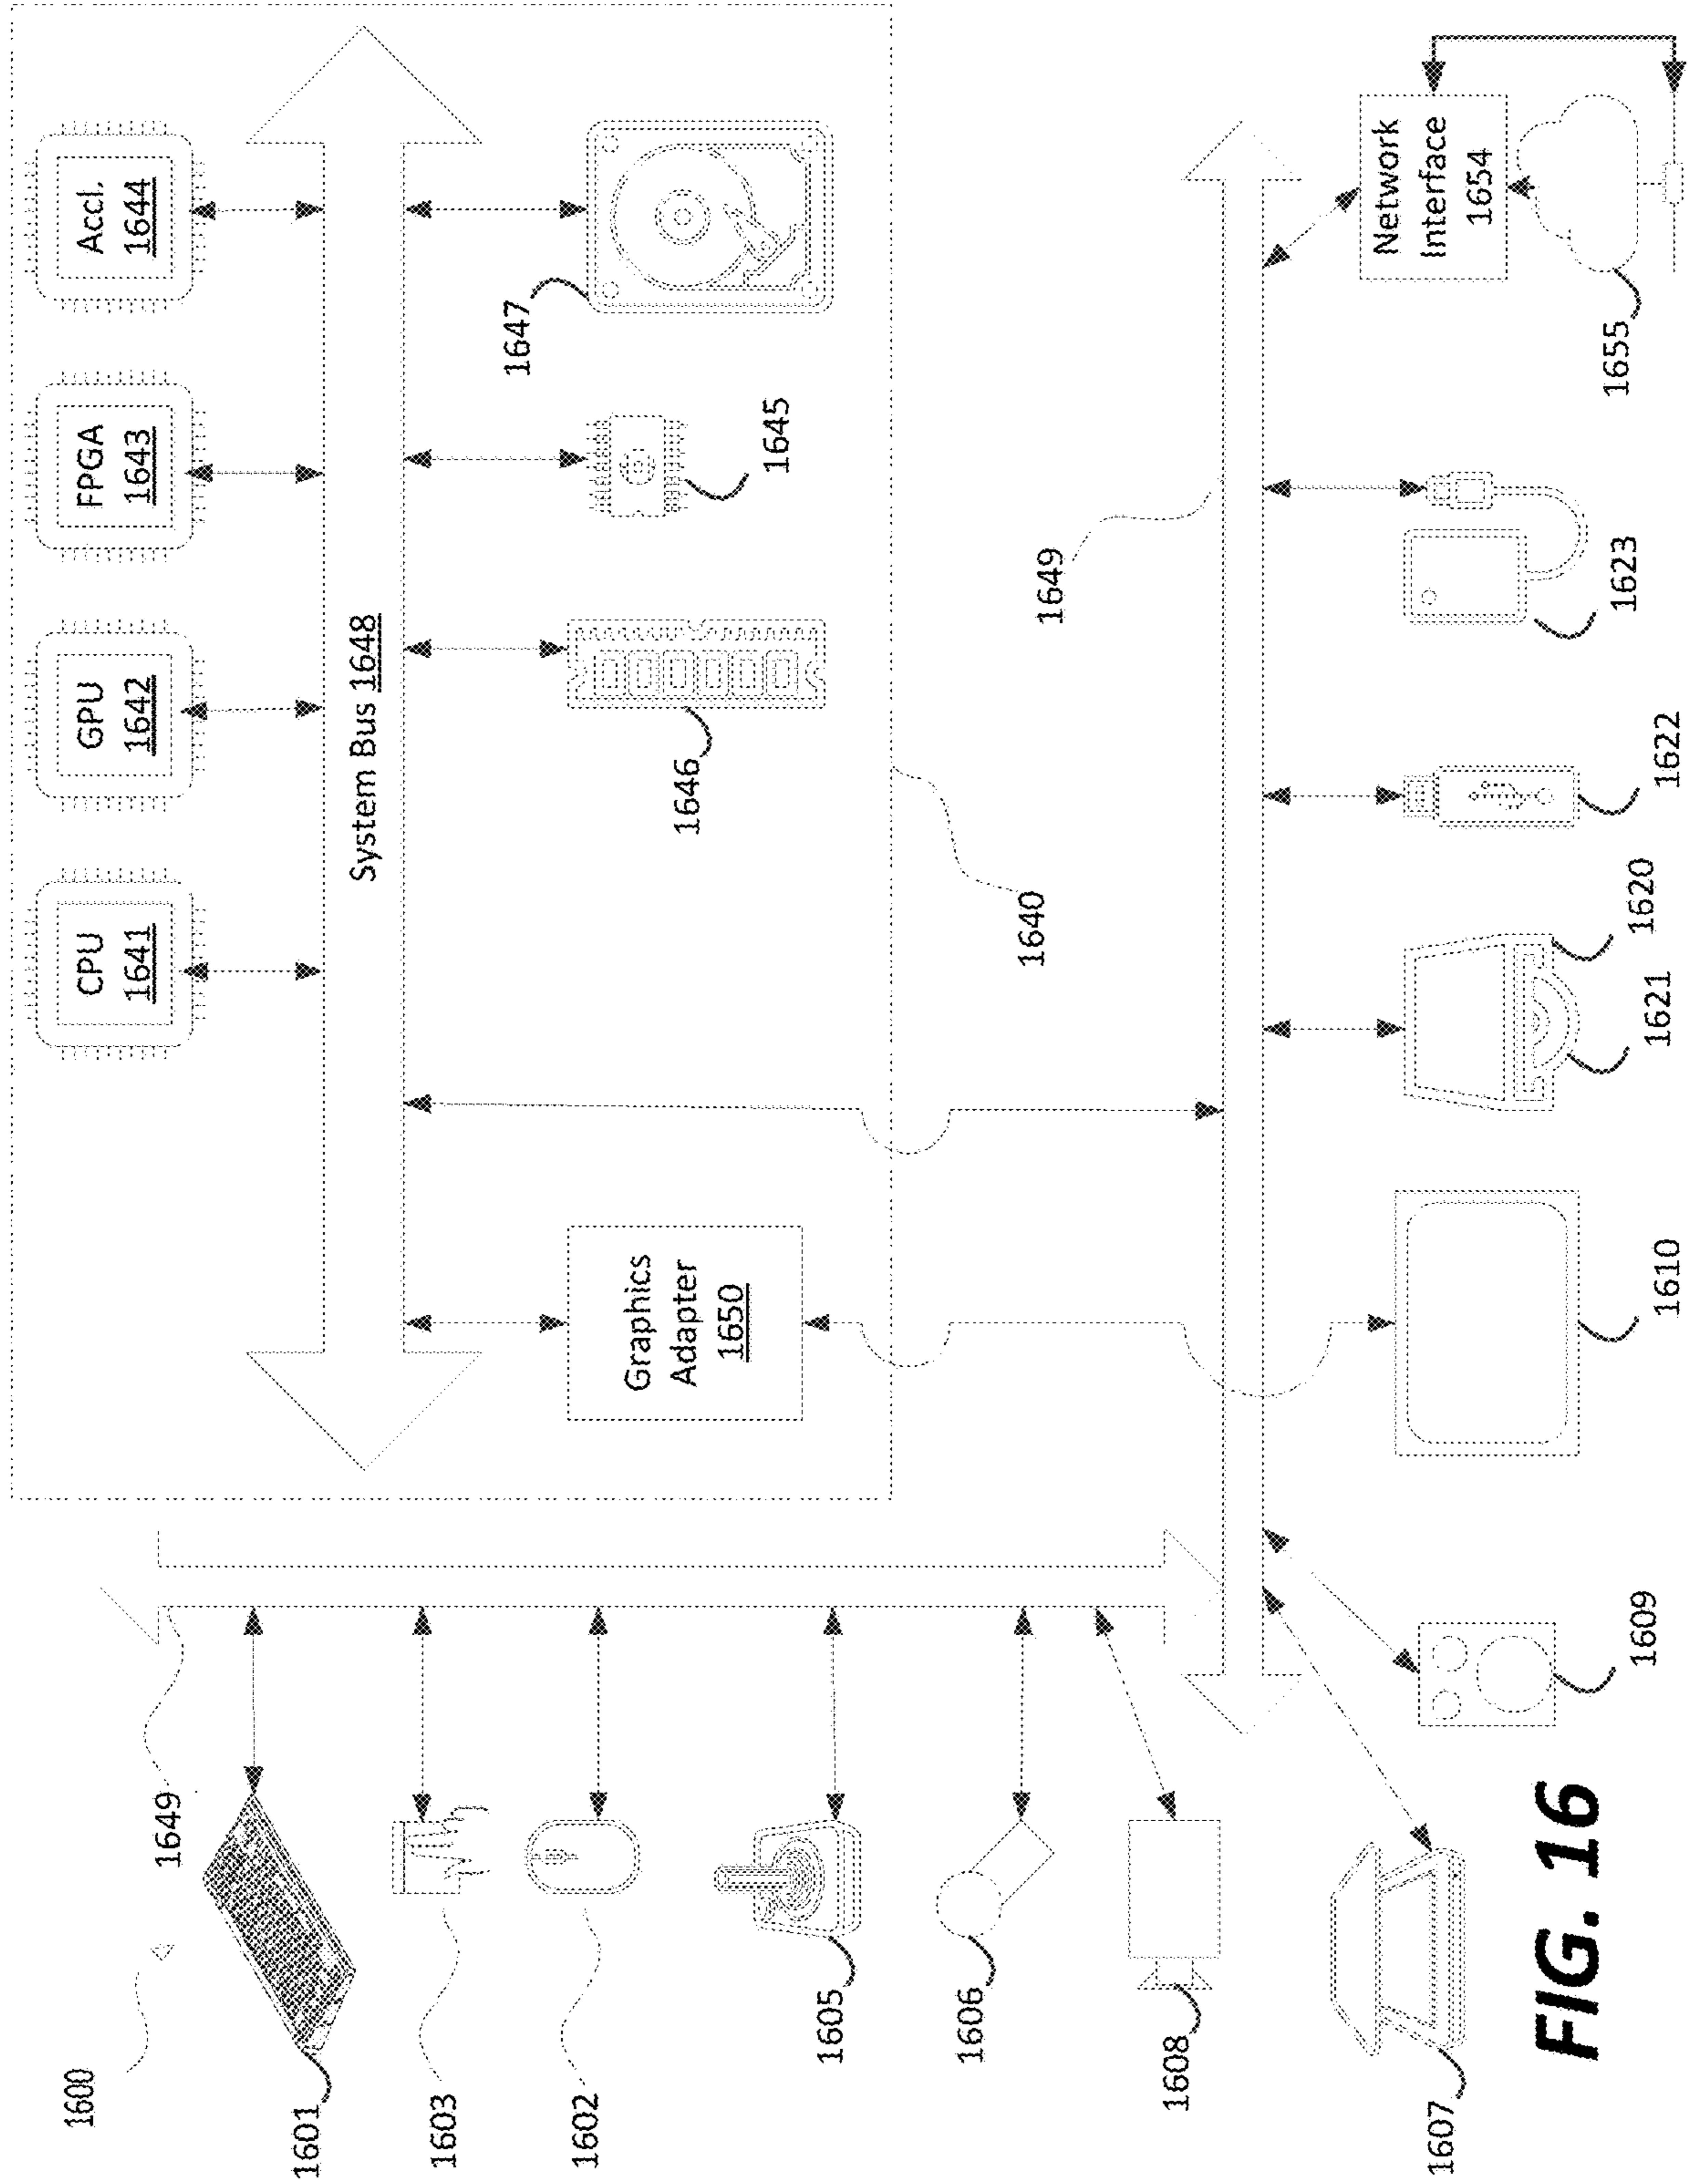 1600
1649
1601
1603
1602
1605
1606
1608
1607
CPU
1641
GPU
1642
FPGA
1643
Accl.
1644
System Bus 1648
Graphics
Adapter
1650
1646
1645
1647
1640
1649
1609
1610
1621
1620
1622
1623
1655
Network
Interface
1654
FIG. 16